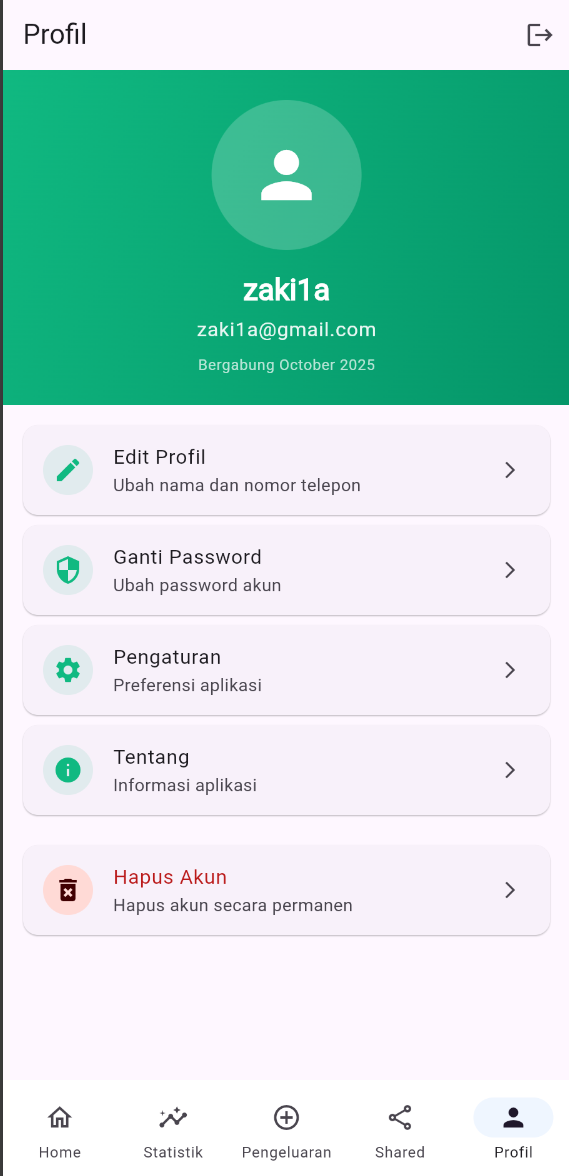 Profil
zaki1a
zaki1a@gmail.com
Bergabung October 2025
Edit Profil
Ubah nama dan nomor telepon
Ganti Password
Ubah password akun
Pengaturan
Preferensi aplikasi
Tentang
Informasi aplikasi
Hapus Akun
Hapus akun secara permanen
Home
Statistik
Pengeluaran
Shared
Profil